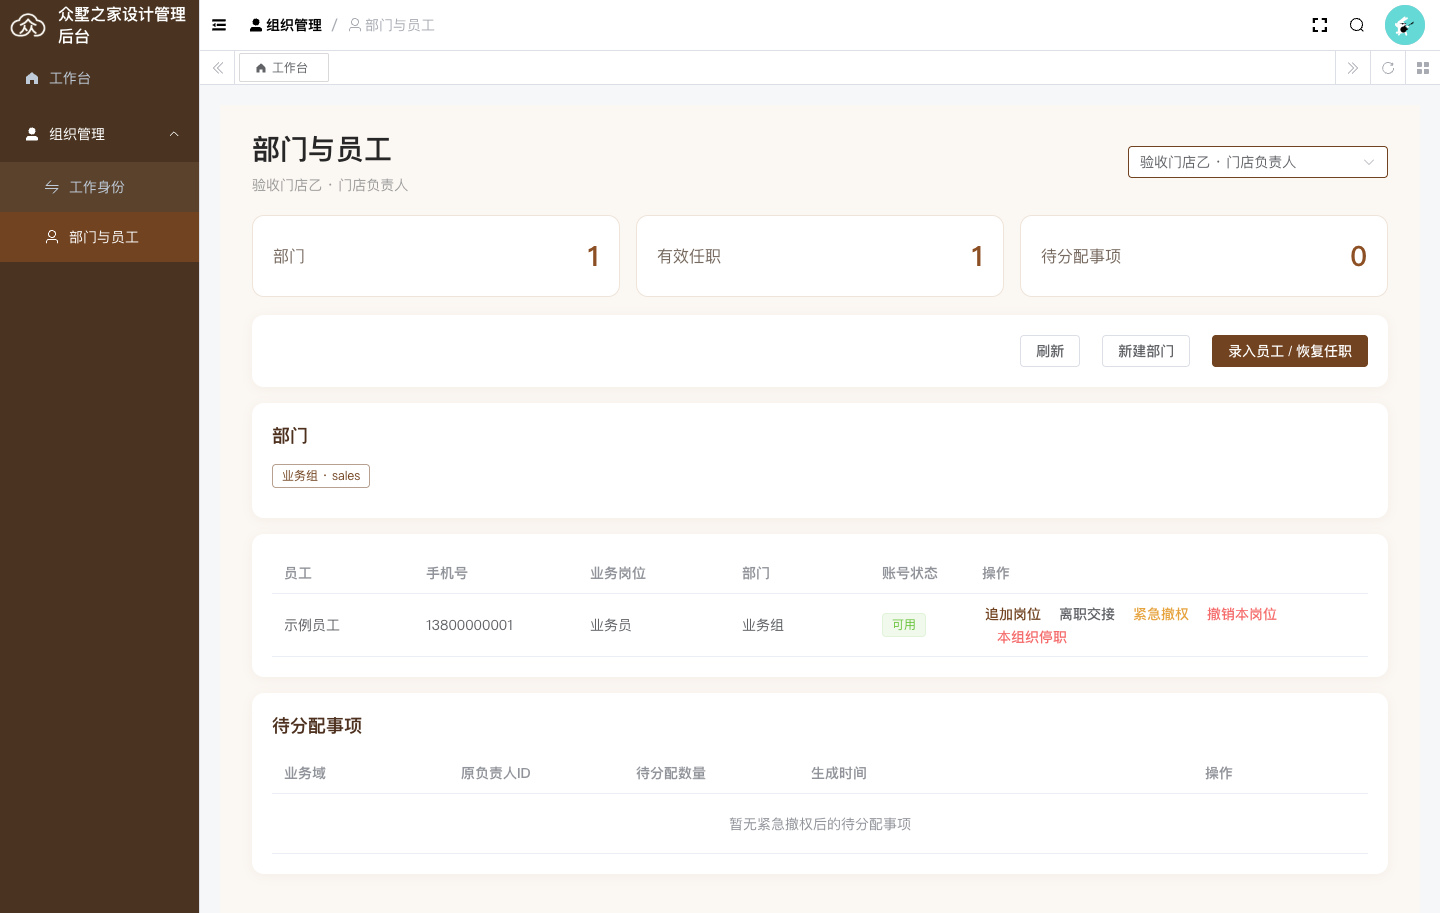 众墅之家设计管理后台
工作台
组织管理
工作身份
部门与员工
组织管理 / 部门与员工
工作台
部门与员工
验收门店乙 · 门店负责人
验收门店乙 · 门店负责人
部门 1
有效任职 1
待分配事项 0
刷新 新建部门 录入员工 / 恢复任职
部门
业务组 · sales
员工 手机号 业务岗位 部门 账号状态 操作
示例员工 13800000001 业务员 业务组 可用 追加岗位 离职交接 紧急撤权 撤销本岗位
本组织停职
待分配事项
业务域 原负责人ID 待分配数量 生成时间 操作
暂无紧急撤权后的待分配事项